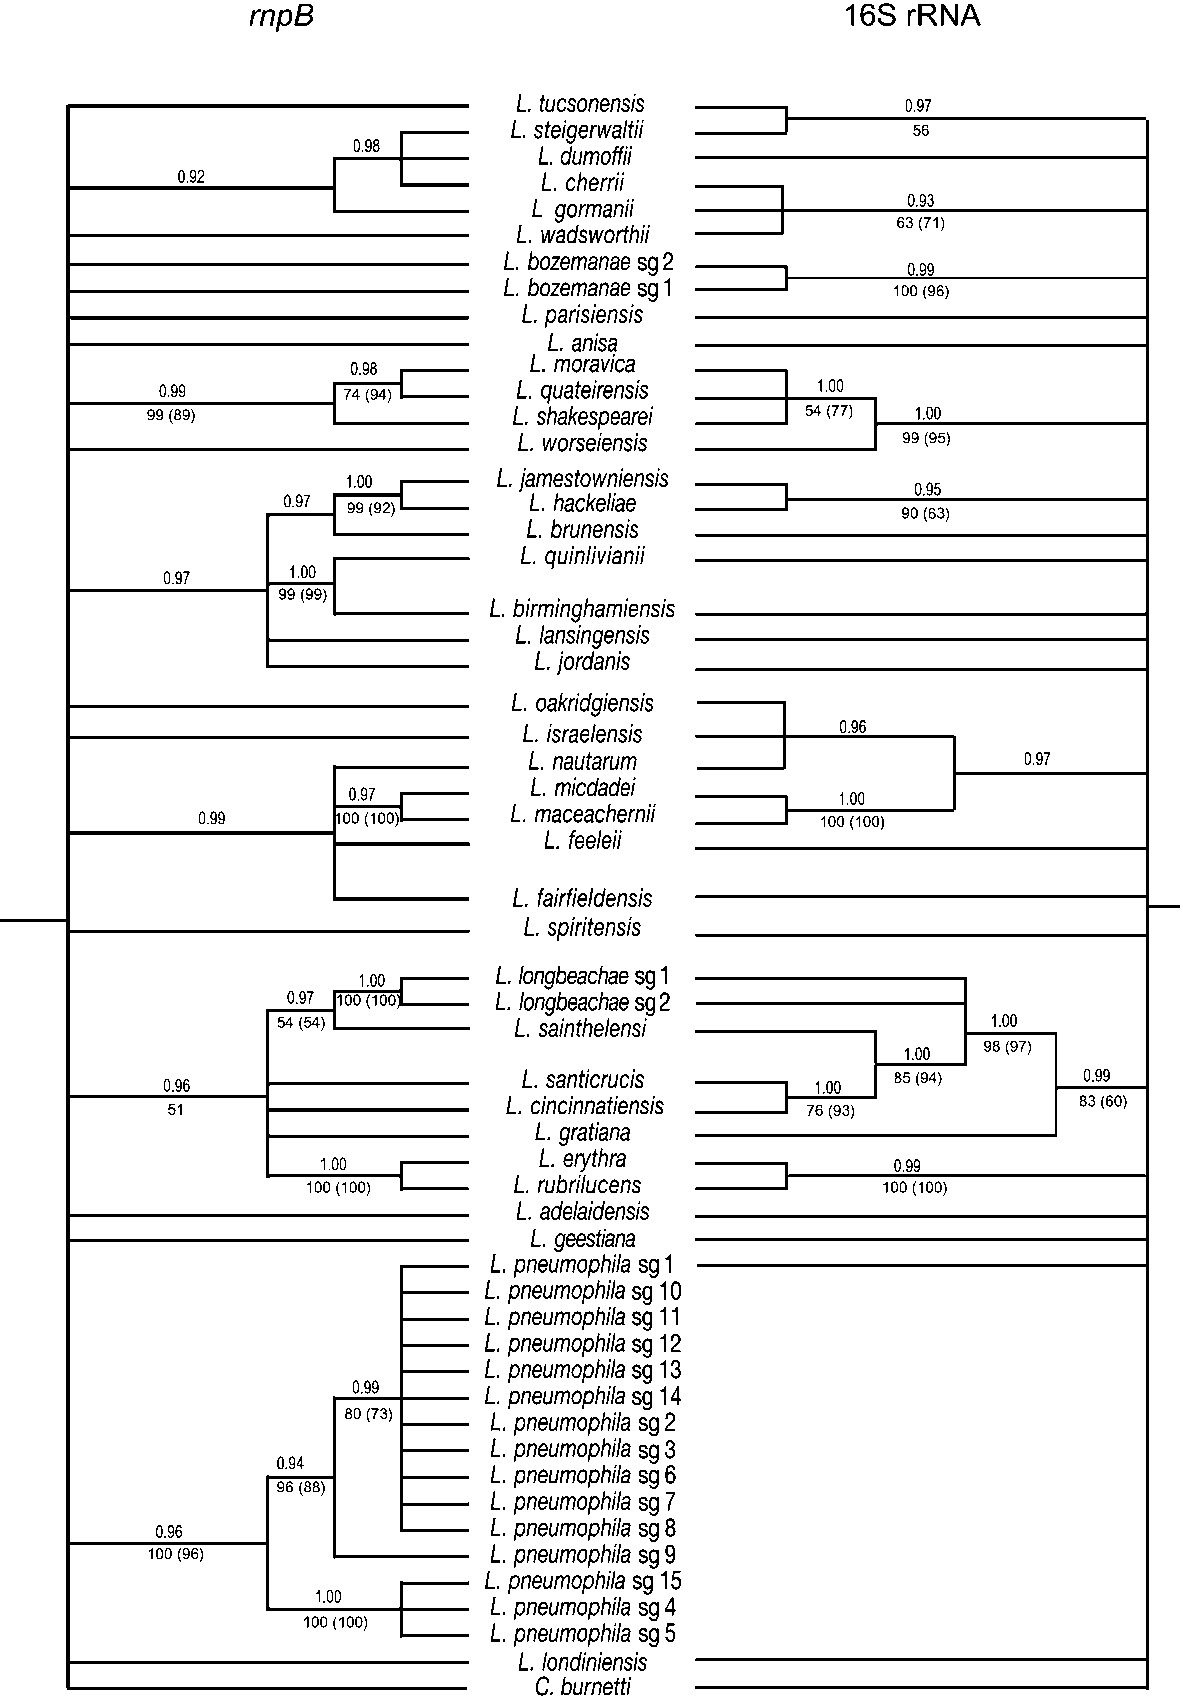 rnpB 16S rRNA
L. tucsonensis 0.97
L. steigerwaltii 56
0.98 L. dumoffii
0.92 L. cherrii 0.93
L gormanii 63 (71)
L. wadsworthii
L. bozemanae sg 2 0.99
L. bozemanae sg 1 100 (96)
L. parisiensis
L. anisa
0.98 L. moravica
0.99 74 (94) L. quateirensis 1.00
99 (89) L. shakespearei 54 (77) 1.00
L. worseiensis 99 (95)
1.00 L. jamestowniensis 0.95
0.97 99 (92) L. hackeliae 90 (63)
L. brunensis
L. quinlivianii
0.97 1.00
99 (99) L. birminghamiensis
L. lansingensis
L. jordanis
L. oakridgiensis
L. israelensis 0.96
L. nautarum 0.97
0.97 L. micdadei 1.00
0.99 100 (100) L. maceachernii 100 (100)
L. feeleii
L. fairfieldensis
L. spiritensis
1.00 L. longbeachae sg 1
0.97 100 (100) L. longbeachae sg 2
54 (54) L. sainthelensi 1.00
98 (97)
1.00
85 (94)
0.96 L. santicrucis 1.00 0.99
51 L. cincinnatiensis 76 (93) 83 (60)
L. gratiana
1.00 L. erythra 0.99
100 (100) L. rubrilucens 100 (100)
L. adelaidensis
L. geestiana
L. pneumophila sg 1
L. pneumophila sg 10
L. pneumophila sg 11
L. pneumophila sg 12
L. pneumophila sg 13
0.99 L. pneumophila sg 14
80 (73) L. pneumophila sg 2
L. pneumophila sg 3
0.94 L. pneumophila sg 6
96 (88) L. pneumophila sg 7
0.96 L. pneumophila sg 8
100 (96) L. pneumophila sg 9
L. pneumophila sg 15
1.00 L. pneumophila sg 4
100 (100) L. pneumophila sg 5
L. londiniensis
C. burnetti